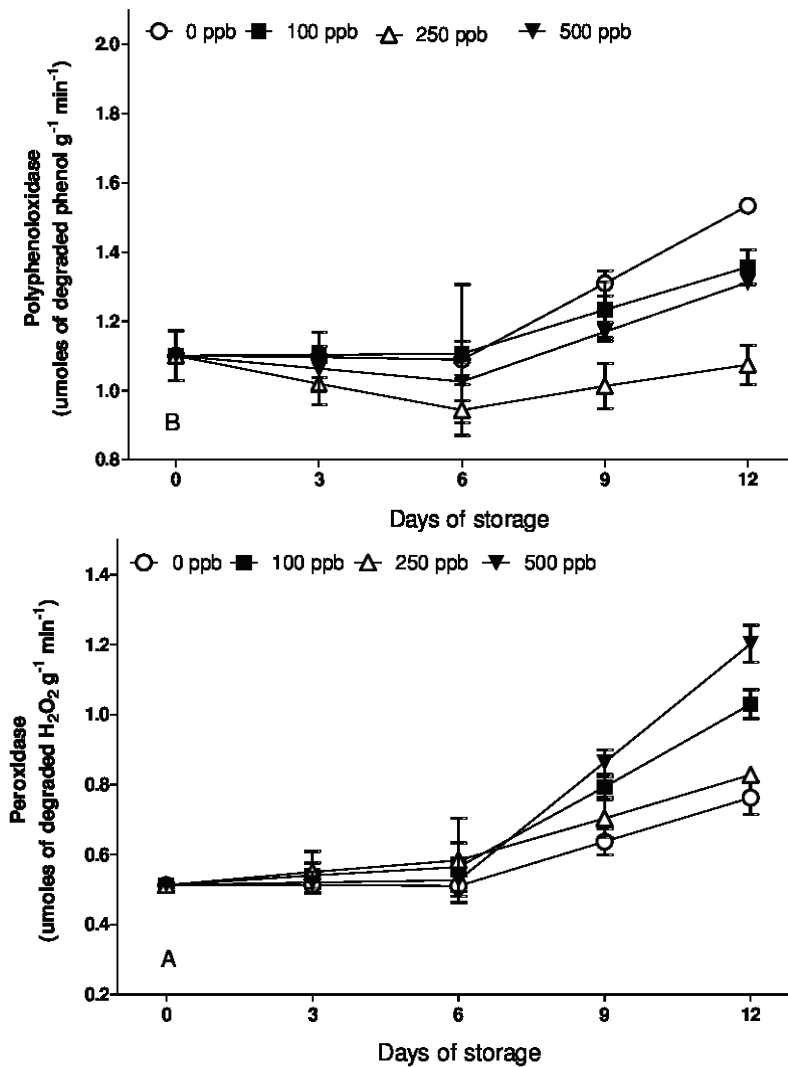 0 ppb 100 ppb 250 ppb 500 ppb
2.0
1.8
1.6
1.4
1.2
1.0
0.8
Polyphenoloxidase
(umoles of degraded phenol g⁻¹ min⁻¹)
B
0 3 6 9 12
Days of storage
0 ppb 100 ppb 250 ppb 500 ppb
1.4
1.2
1.0
0.8
0.6
0.4
0.2
Peroxidase
(umoles of degraded H₂O₂ g⁻¹ min⁻¹)
A
0 3 6 9 12
Days of storage